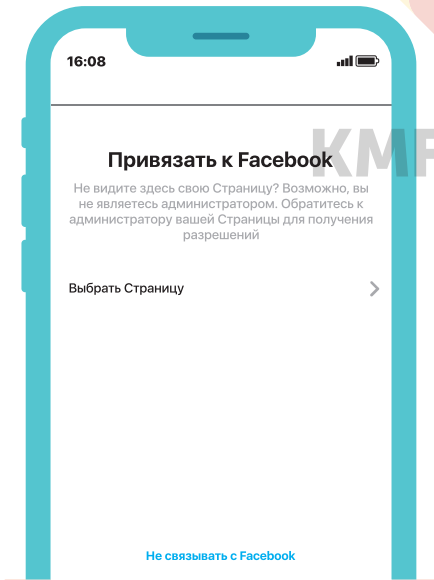 16:08
KMF
Привязать к Facebook
Не видите здесь свою Страницу? Возможно, вы
не являетесь администратором. Обратитесь к
администратору вашей Страницы для получения
разрешений
Выбрать Страницу
Не связывать с Facebook